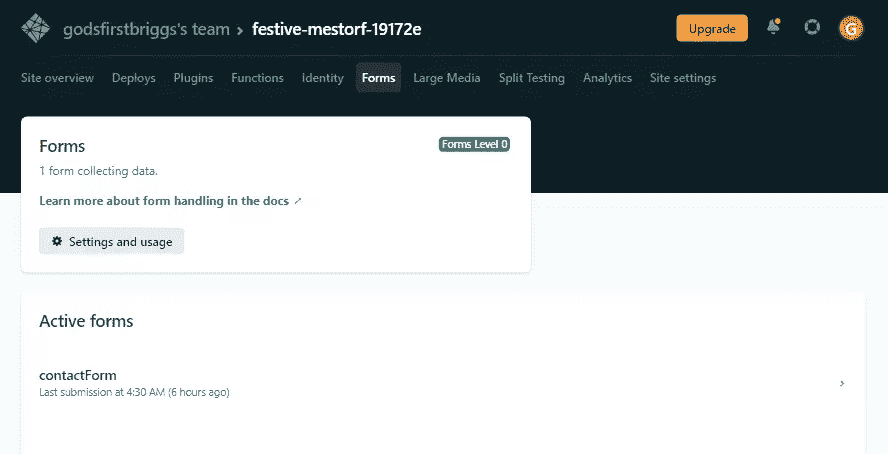 godsfirstbriggs's team › festive-mestorf-19172e
Upgrade
G
Site overview Deploys Plugins Functions Identity Forms Large Media Split Testing Analytics Site settings
Forms
Forms Level 0
1 form collecting data.
Learn more about form handling in the docs ↗
Settings and usage
Active forms
contactForm
Last submission at 4:30 AM (6 hours ago)